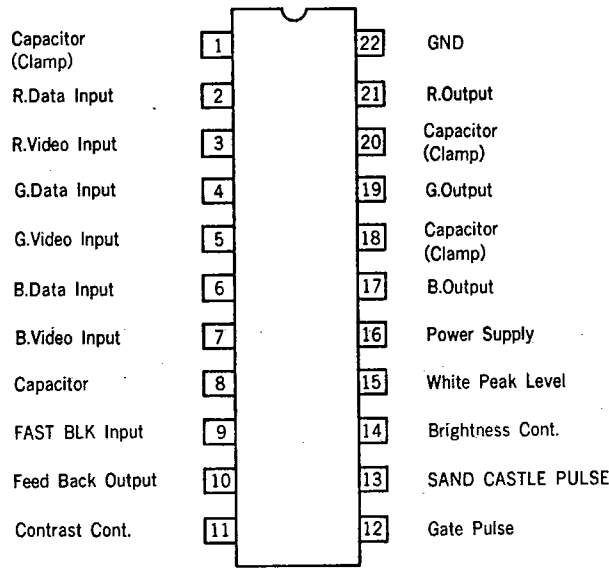 Capacitor
(Clamp)
1
22
GND
R.Data Input
2
21
R.Output
R.Video Input
3
20
Capacitor
(Clamp)
G.Data Input
4
19
G.Output
G.Video Input
5
18
Capacitor
(Clamp)
B.Data Input
6
17
B.Output
B.Video Input
7
16
Power Supply
Capacitor
8
15
White Peak Level
FAST BLK Input
9
14
Brightness Cont.
Feed Back Output
10
13
SAND CASTLE PULSE
Contrast Cont.
11
12
Gate Pulse